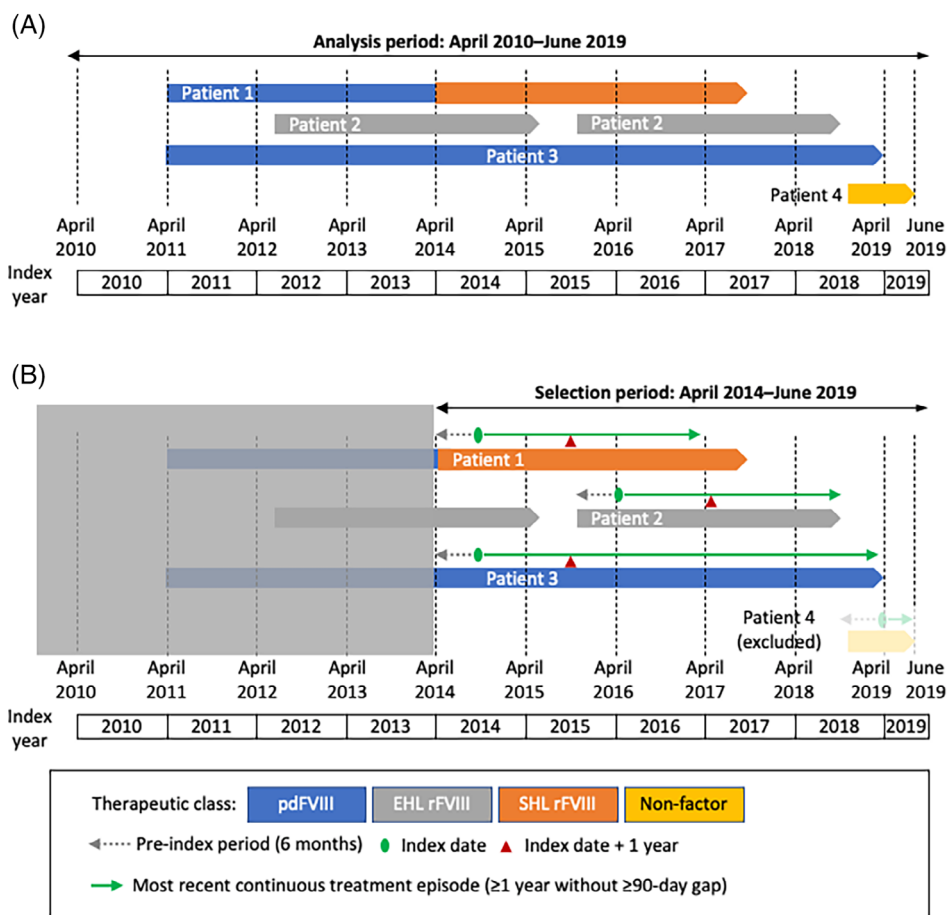 (A)
Analysis period: April 2010–June 2019
Patient 1
Patient 2 Patient 2
Patient 3
Patient 4
April April April April April April April April April April June
2010 2011 2012 2013 2014 2015 2016 2017 2018 2019 2019
Index year 2010 2011 2012 2013 2014 2015 2016 2017 2018 2019
(B)
Selection period: April 2014–June 2019
Patient 1
Patient 2
Patient 3
Patient 4
(excluded)
April April April April April April April April April April June
2010 2011 2012 2013 2014 2015 2016 2017 2018 2019 2019
Index year 2010 2011 2012 2013 2014 2015 2016 2017 2018 2019
Therapeutic class: pdFVIII EHL rFVIII SHL rFVIII Non-factor
Pre-index period (6 months) Index date Index date + 1 year
Most recent continuous treatment episode (≥1 year without ≥90-day gap)